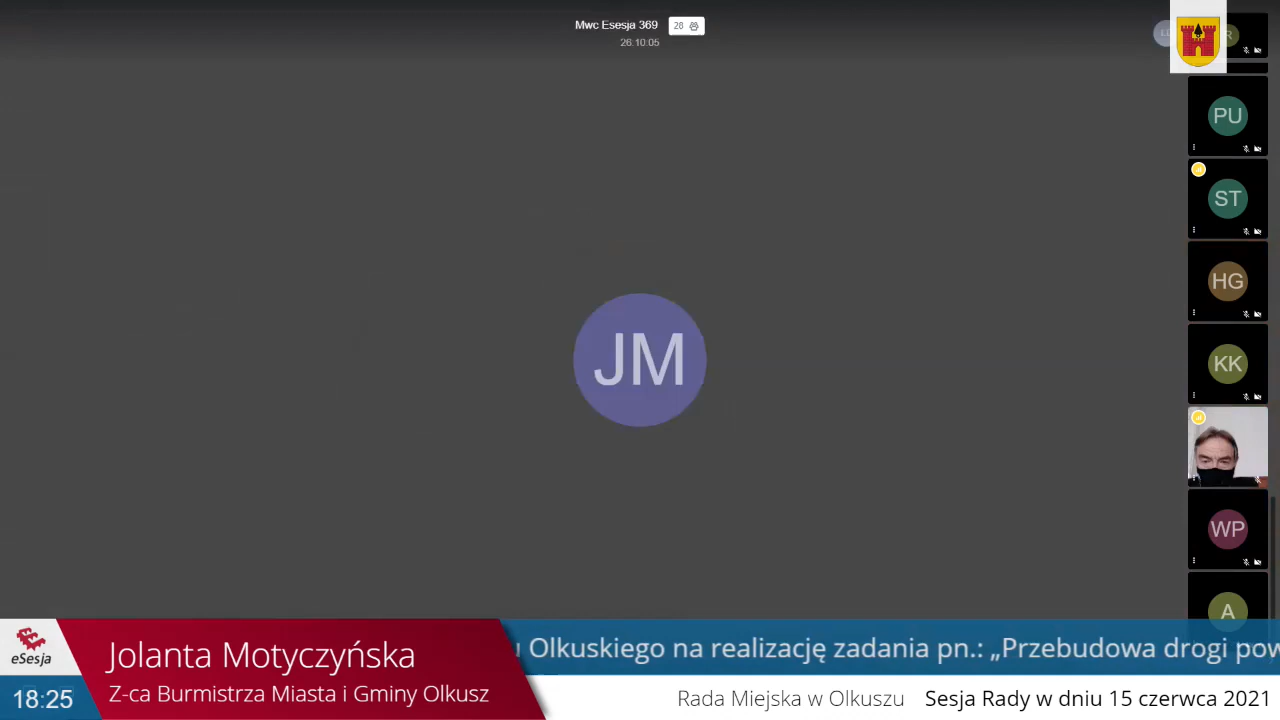 Mwc Esesja 369
28
26:10:05
PU
ST
HG
KK
JM
WP
A
eSesja
Jolanta Motyczyńska
Z-ca Burmistrza Miasta i Gminy Olkusz
Olkuskiego na realizację zadania pn.: „Przebudowa drogi pow
18:25
Rada Miejska w Olkuszu
Sesja Rady w dniu 15 czerwca 2021